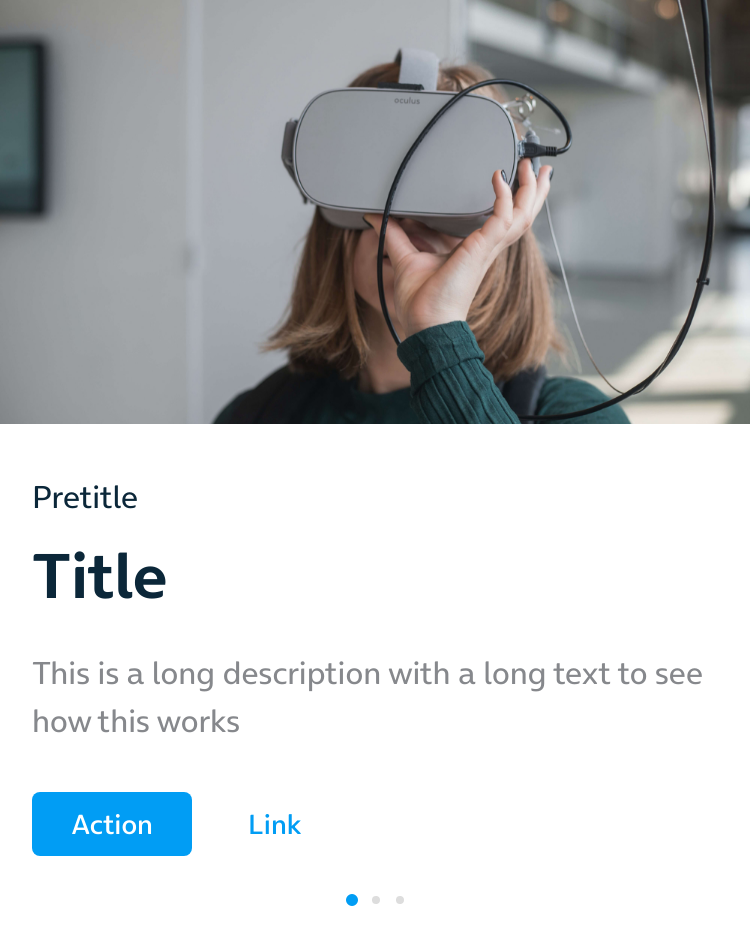 oculus
Pretitle
Title
This is a long description with a long text to see
how this works
Action
Link